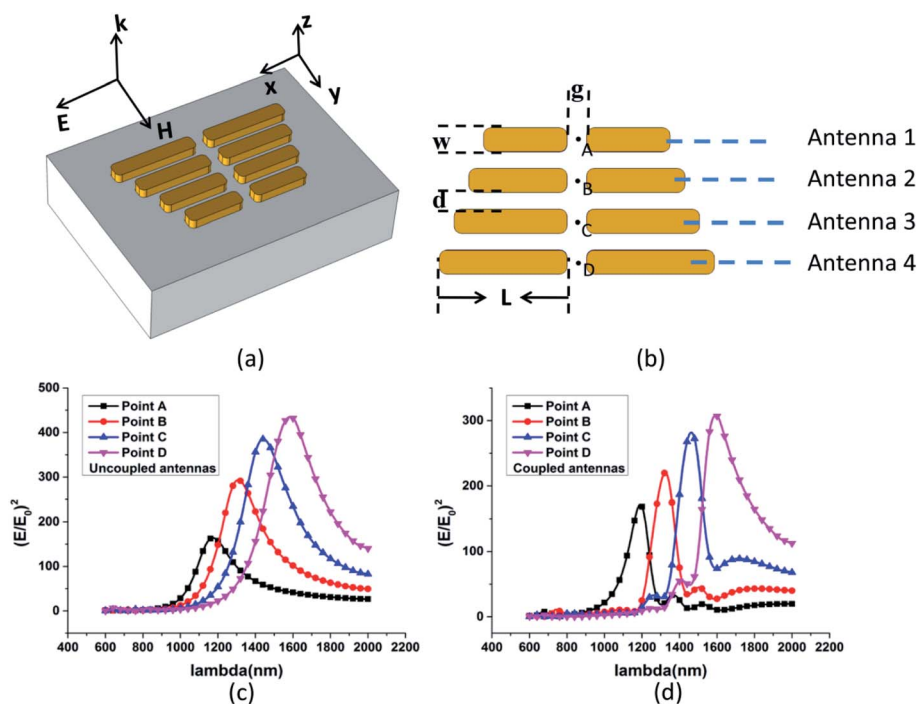 k
z
E
H
x
y
(a)
g
w
A
Antenna 1
B
Antenna 2
d
C
Antenna 3
D
Antenna 4
L
(b)
500
400
300
200
100
0
(E/E₀)²
Point A
Point B
Point C
Point D
Uncoupled antennas
400 600 800 1000 1200 1400 1600 1800 2000 2200
lambda(nm)
(c)
300
200
100
0
(E/E₀)²
Point A
Point B
Point C
Point D
Coupled antennas
400 600 800 1000 1200 1400 1600 1800 2000 2200
lambda(nm)
(d)